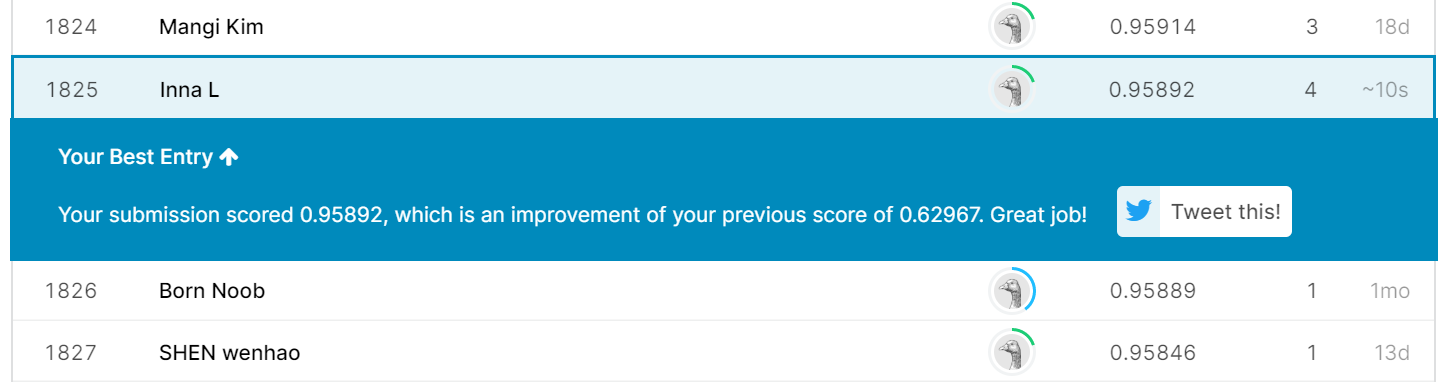 1824 Mangi Kim 0.95914 3 18d
1825 Inna L 0.95892 4 ~10s
Your Best Entry
Your submission scored 0.95892, which is an improvement of your previous score of 0.62967. Great job! Tweet this!
1826 Born Noob 0.95889 1 1mo
1827 SHEN wenhao 0.95846 1 13d